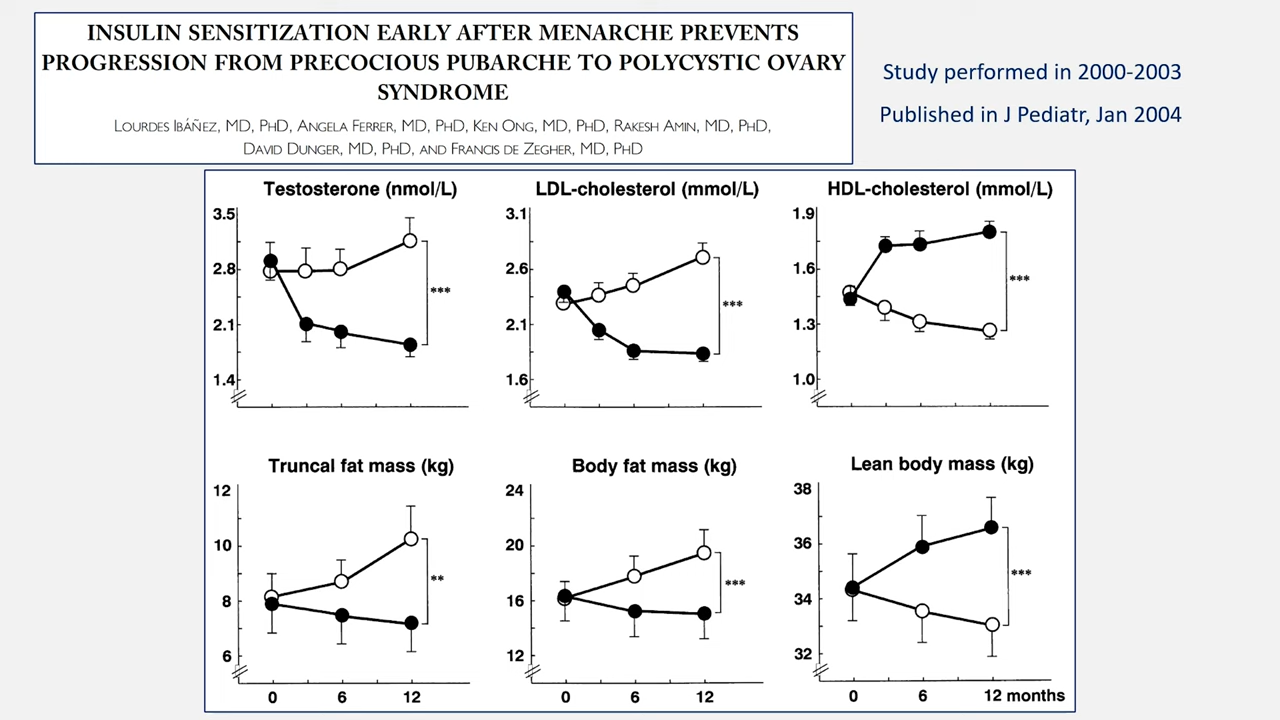 INSULIN SENSITIZATION EARLY AFTER MENARCHE PREVENTS
PROGRESSION FROM PRECOCIOUS PUBARCHE TO POLYCYSTIC OVARY
SYNDROME
LOURDES IBÁÑEZ, MD, PHD, ANGELA FERRER, MD, PHD, KEN ONG, MD, PHD, RAKESH AMIN, MD, PHD,
DAVID DUNGER, MD, PHD, AND FRANCIS DE ZEGHER, MD, PHD
Study performed in 2000-2003
Published in J Pediatr, Jan 2004
Testosterone (nmol/L)
3.5
2.8
2.1
1.4
***
LDL-cholesterol (mmol/L)
3.1
2.6
2.1
1.6
***
HDL-cholesterol (mmol/L)
1.9
1.6
1.3
1.0
***
Truncal fat mass (kg)
12
10
8
6
**
0 6 12
Body fat mass (kg)
24
20
16
12
***
0 6 12
Lean body mass (kg)
38
36
34
32
***
0 6 12 months